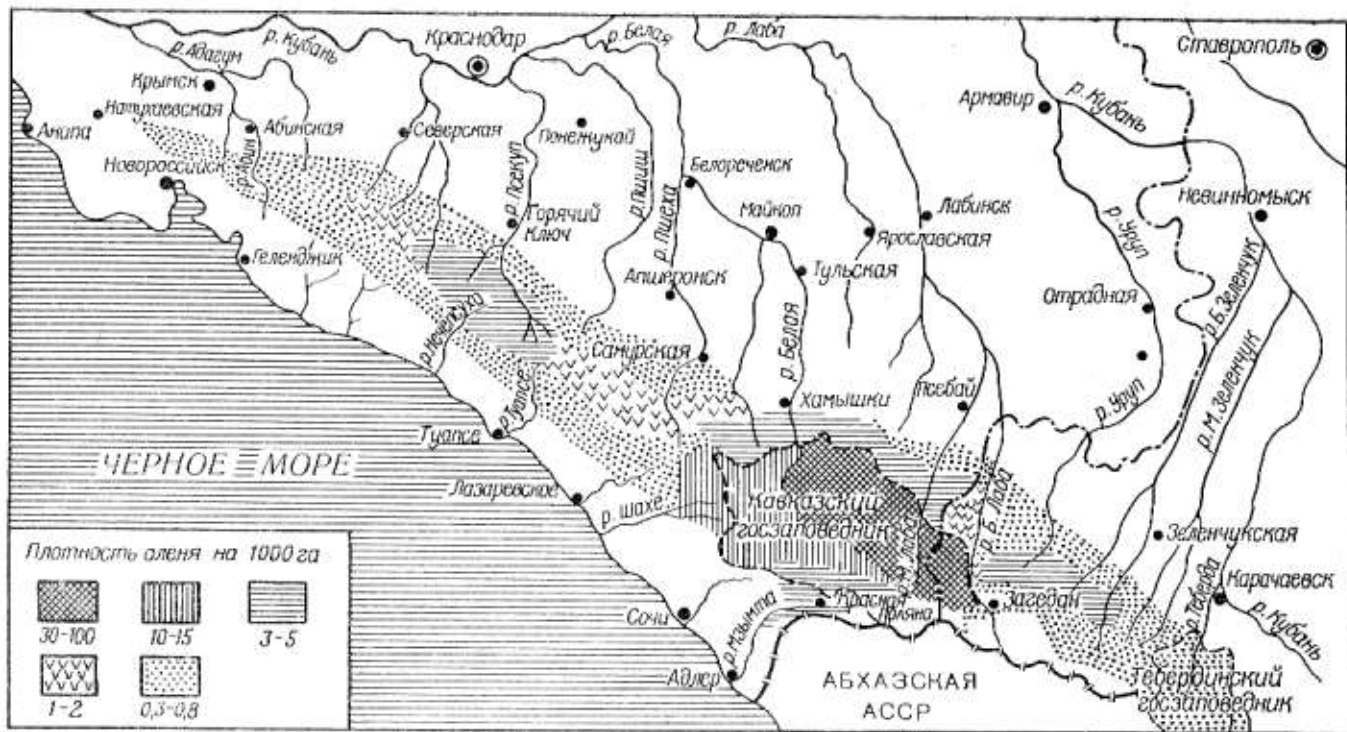 р. Адагум
р. Кубань
Краснодар
р. Белая
р. Лаба
Ставрополь
Крымск
Натухаевская
Анапа
Абинская
Северская
Понежукай
Армавир
р. Кубань
Новороссийск
р. Псекуп
р. Пшиш
р. Пшеха
Белореченск
Майкоп
Лабинск
Ярославская
Невинномыск
р. Уруп
Горячий
Ключ
Геленджик
Апшеронск
Тульская
Отрадная
р. Б. Зеленчук
р. М. Зеленчук
Самурская
р. Белая
Хамышки
Псебай
р. Уруп
р. Туапсе
Туапсе
ЧЕРНОЕ МОРЕ
Лазаревское
р. Шахе
Кавказский
госзаповедник
р. Б. Лаба
Зеленчукская
р. Теберда
Карачаевск
р. Кубань
Сочи
р. Мзымта
Красная
Поляна
Загедан
Адлер
АБХАЗСКАЯ
АССР
Тебердинский
госзаповедник
Плотность оленя на 1000 га
30-100
10-15
3-5
1-2
0,3-0,8